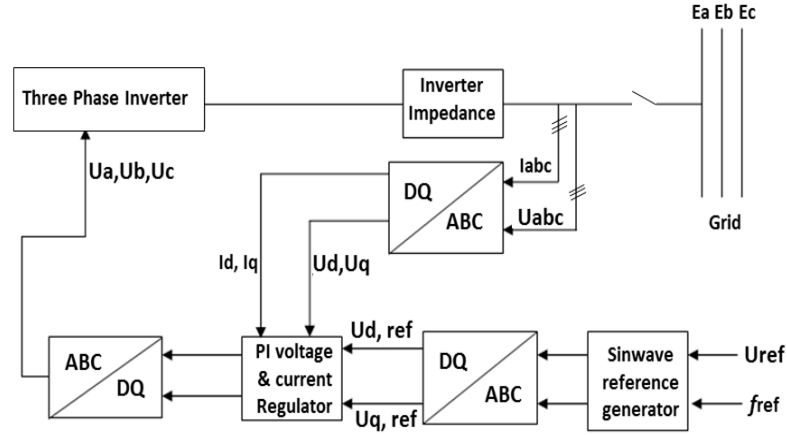 Ea Eb Ec
Three Phase Inverter
Inverter
Impedance
Ua,Ub,Uc
Iabc
DQ
ABC
Uabc
Grid
Id, Iq
Ud,Uq
Ud, ref
ABC
DQ
PI voltage
& current
Regulator
DQ
ABC
Sinwave
reference
generator
Uref
fref
Uq, ref